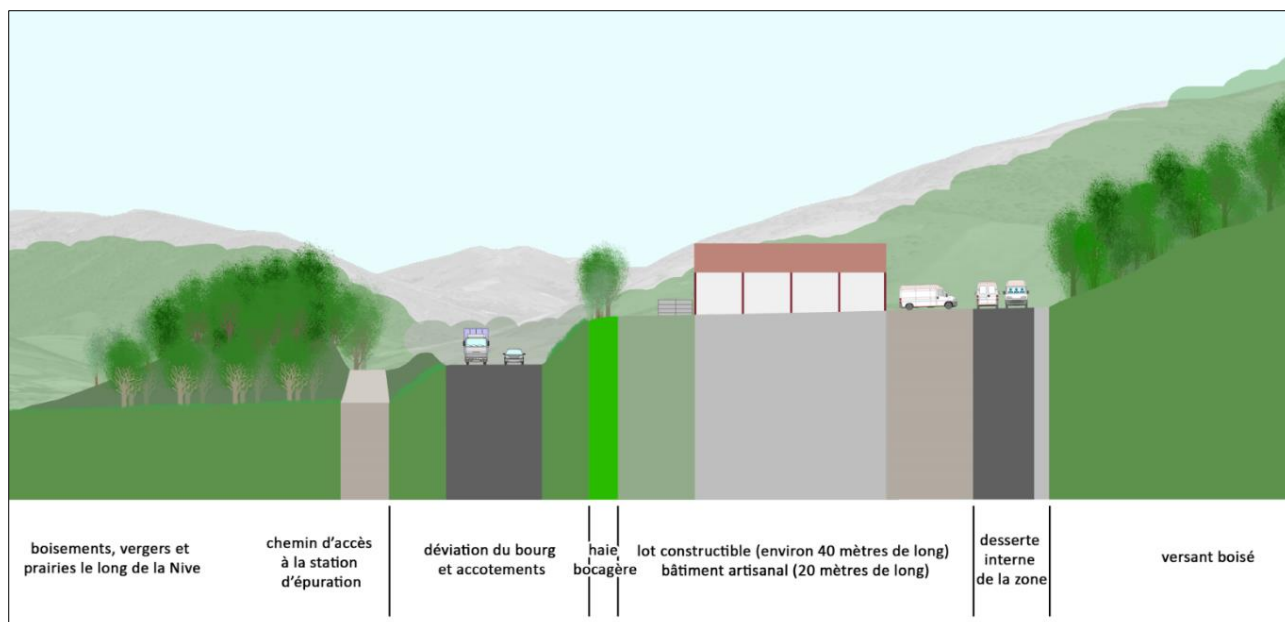 boisements, vergers et
prairies le long de la Nive
chemin d'accès
à la station
d'épuration
déviation du bourg
et accotements
haie
bocagère
lot constructible (environ 40 mètres de long)
bâtiment artisanal (20 mètres de long)
desserte
interne
de la zone
versant boisé